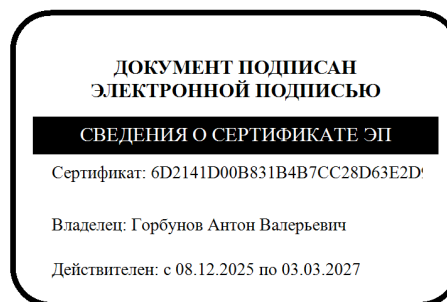 ДОКУМЕНТ ПОДПИСАН
ЭЛЕКТРОННОЙ ПОДПИСЬЮ
СВЕДЕНИЯ О СЕРТИФИКАТЕ ЭП
Сертификат: 6D2141D00B831B4B7CC28D63E2D9
Владелец: Горбунов Антон Валерьевич
Действителен: с 08.12.2025 по 03.03.2027